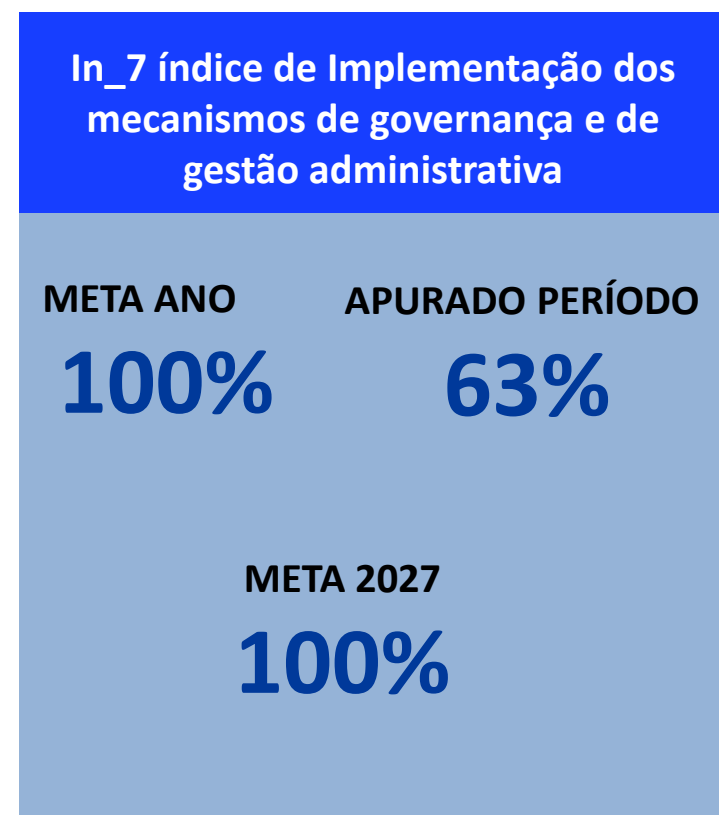 In_7 índice de Implementação dos
mecanismos de governança e de
gestão administrativa
META ANO
APURADO PERÍODO
100%
63%
META 2027
100%